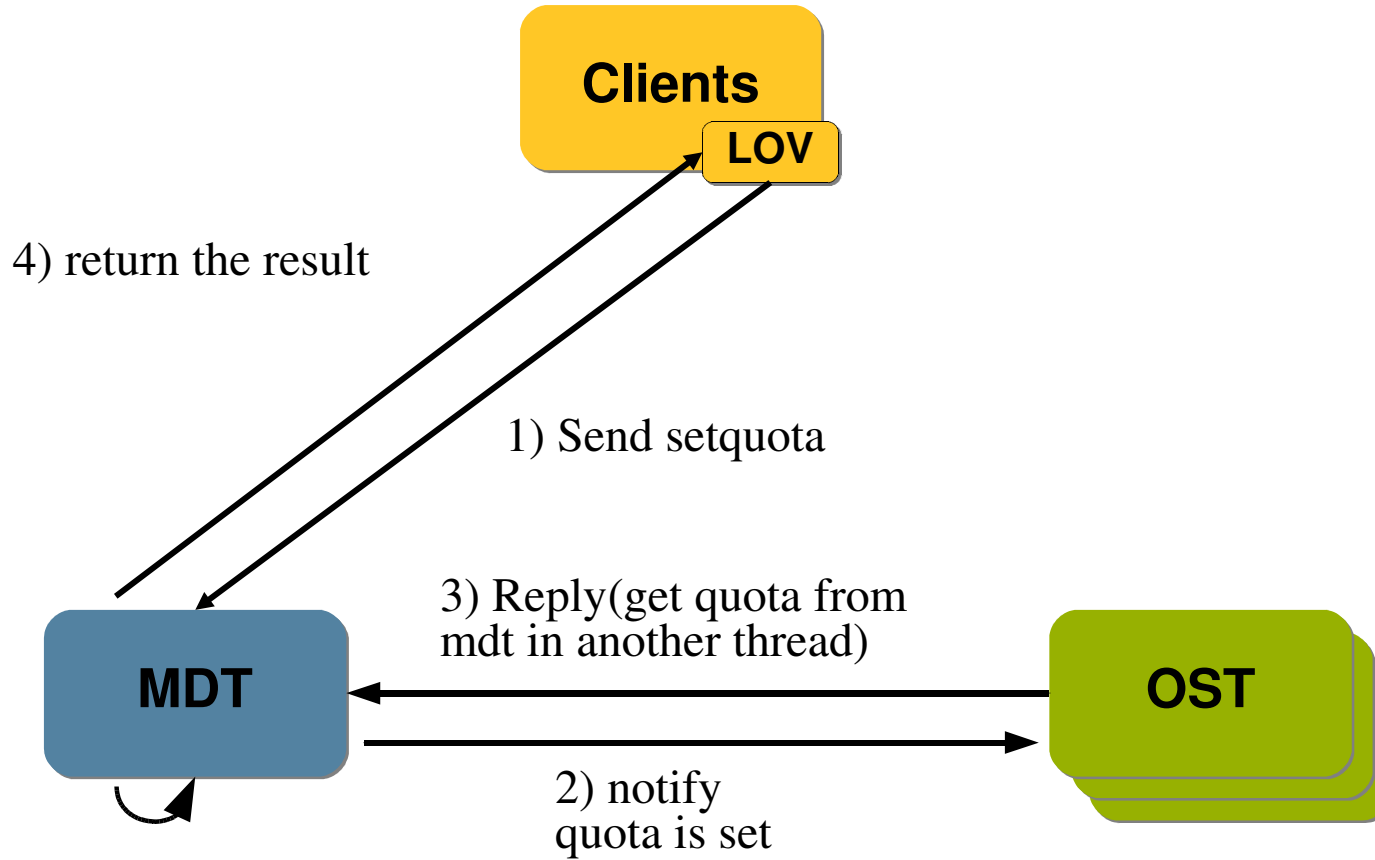 Clients
LOV
4) return the result
1) Send setquota
3) Reply(get quota from
mdt in another thread)
MDT
OST
2) notify
quota is set